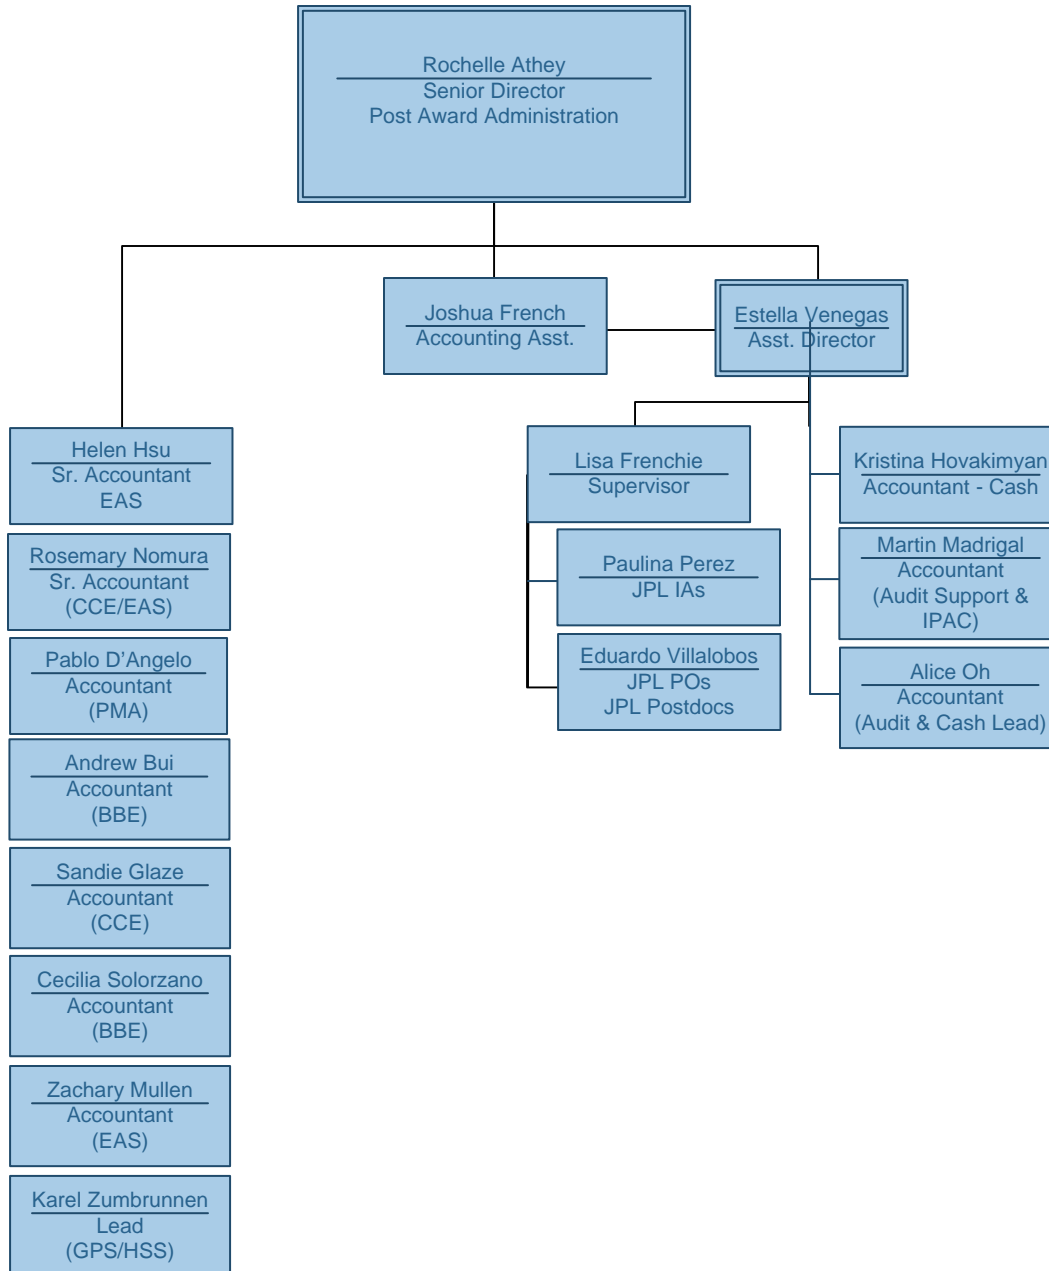 Rochelle Athey
Senior Director
Post Award Administration
Joshua French
Accounting Asst.
Estella Venegas
Asst. Director
Helen Hsu
Sr. Accountant
EAS
Rosemary Nomura
Sr. Accountant
(CCE/EAS)
Pablo D’Angelo
Accountant
(PMA)
Andrew Bui
Accountant
(BBE)
Sandie Glaze
Accountant
(CCE)
Cecilia Solorzano
Accountant
(BBE)
Zachary Mullen
Accountant
(EAS)
Karel Zumbrunnen
Lead
(GPS/HSS)
Lisa Frenchie
Supervisor
Paulina Perez
JPL IAs
Eduardo Villalobos
JPL POs
JPL Postdocs
Kristina Hovakimyan
Accountant - Cash
Martin Madrigal
Accountant
(Audit Support &
IPAC)
Alice Oh
Accountant
(Audit & Cash Lead)